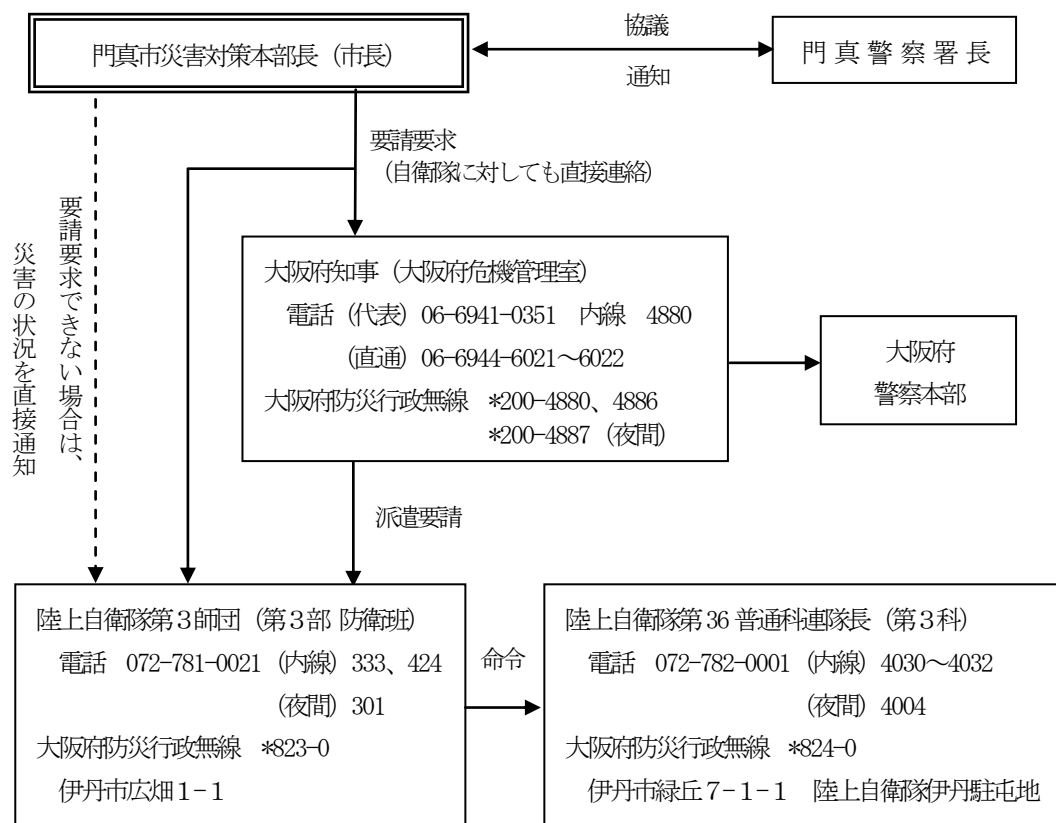 門真市災害対策本部長（市長）
協議
通知
門真警察署長
要請要求
（自衛隊に対しても直接連絡）
要請要求できない場合は、
災害の状況を直接通知
大阪府知事（大阪府危機管理室）
電話（代表）06-6941-0351　内線　4880
（直通）06-6944-6021～6022
大阪府防災行政無線　*200-4880、4886
*200-4887（夜間）
大阪府
警察本部
派遣要請
陸上自衛隊第３師団（第３部 防衛班）
電話　072-781-0021（内線）333、424
（夜間）301
大阪府防災行政無線　*823-0
伊丹市広畑１-１
命令
陸上自衛隊第36普通科連隊長（第３科）
電話　072-782-0001（内線）4030～4032
（夜間）4004
大阪府防災行政無線　*824-0
伊丹市緑丘７-１-１　陸上自衛隊伊丹駐屯地